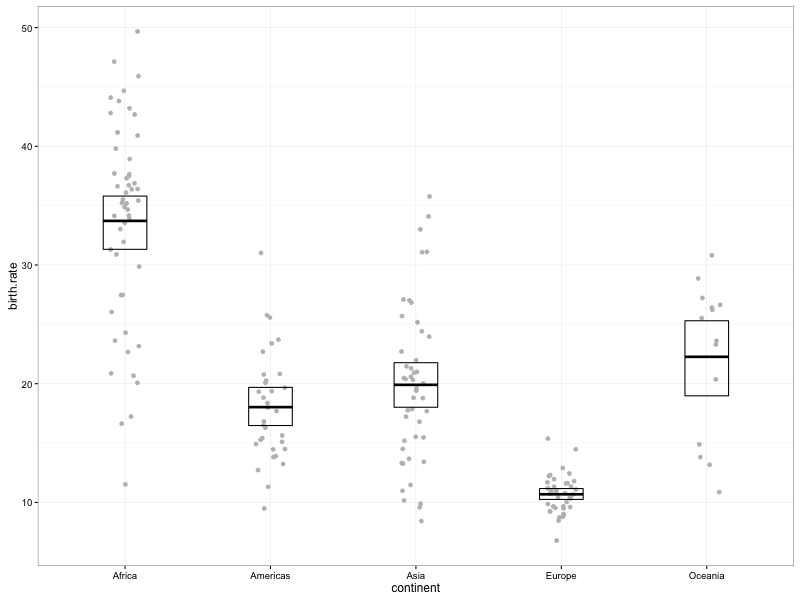 birth.rate
50
40
30
20
10
Africa
Americas
Asia
Europe
Oceania
continent